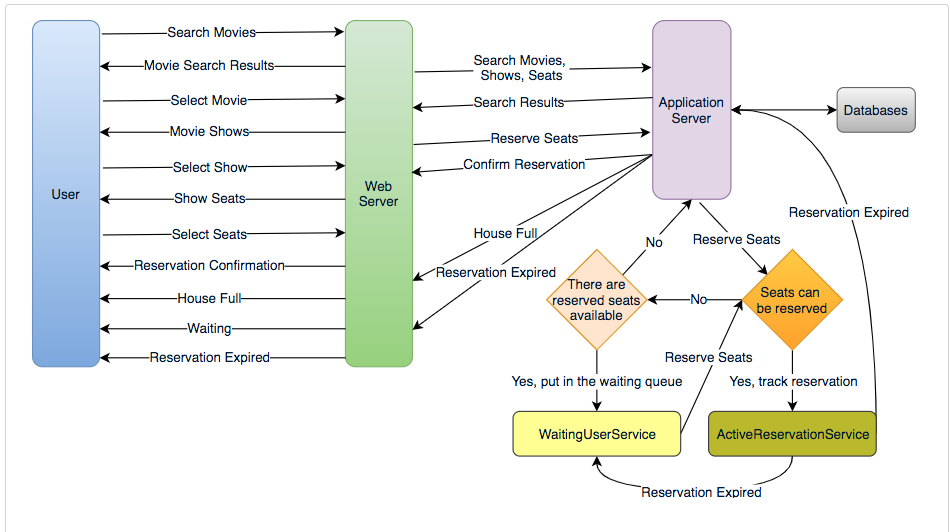 Search Movies
Movie Search Results
Select Movie
Movie Shows
Select Show
Show Seats
Select Seats
Reservation Confirmation
House Full
Waiting
Reservation Expired
User
Web
Server
Search Movies,
Shows, Seats
Search Results
Reserve Seats
Confirm Reservation
House Full
Reservation Expired
Application
Server
Databases
Reservation Expired
No
Reserve Seats
There are
reserved seats
available
No
Seats can
be reserved
Reserve Seats
Yes, put in the waiting queue
Yes, track reservation
WaitingUserService
ActiveReservationService
Reservation Expired